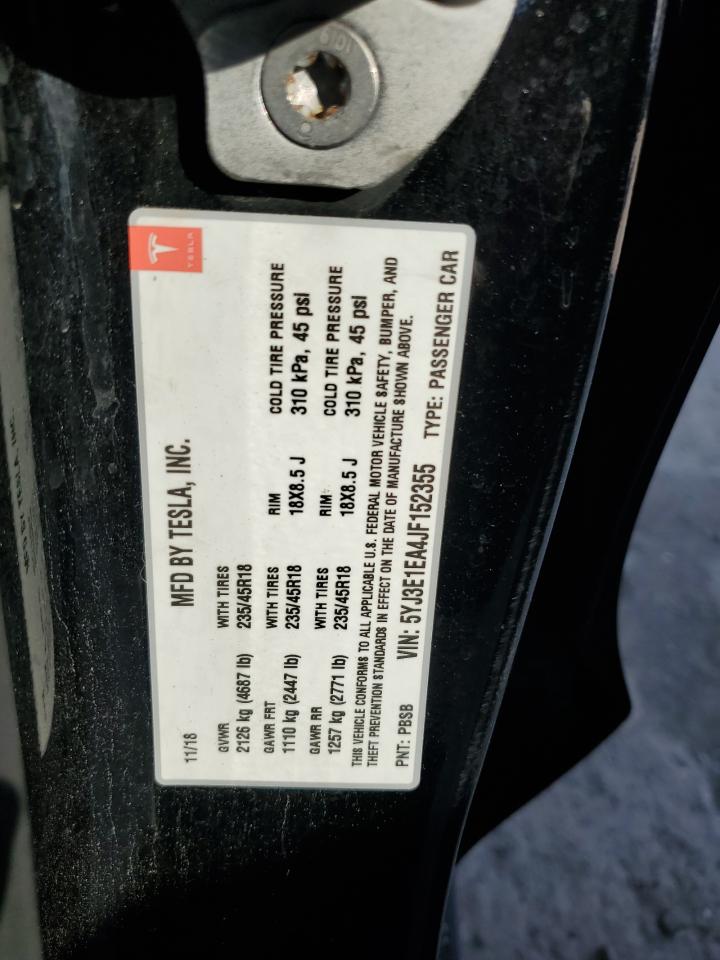 TESLA
MFD BY TESLA, INC.
11/18
GVWR WITH TIRES
2126 kg (4687 lb) 235/45R18
GAWR FRT WITH TIRES RIM COLD TIRE PRESSURE
1110 kg (2447 lb) 235/45R18 18X8.5 J 310 kPa, 45 psi
GAWR RR WITH TIRES RIM COLD TIRE PRESSURE
1257 kg (2771 lb) 235/45R18 18X8.5 J 310 kPa, 45 psi
THIS VEHICLE CONFORMS TO ALL APPLICABLE U.S. FEDERAL MOTOR VEHICLE SAFETY, BUMPER, AND
THEFT PREVENTION STANDARDS IN EFFECT ON THE DATE OF MANUFACTURE SHOWN ABOVE.
PNT: PBSB VIN: 5YJ3E1EA4JF152355 TYPE: PASSENGER CAR